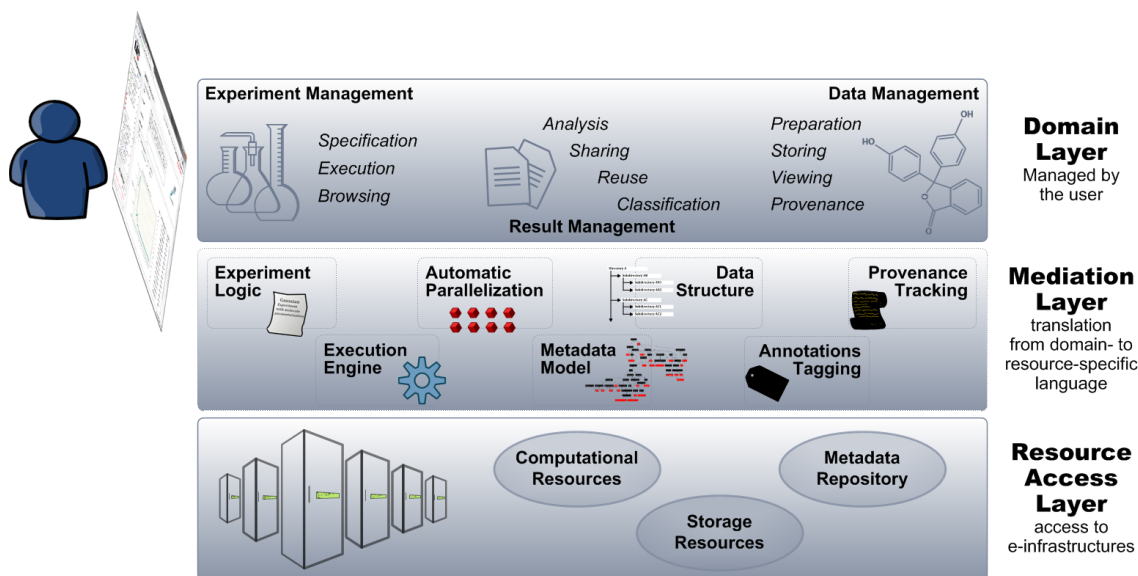 Experiment Management
Data Management
Specification
Execution
Browsing
Analysis
Sharing
Reuse
Classification
Result Management
Preparation
Storing
Viewing
Provenance
HO
OH
O
O
Domain
Layer
Managed by
the user
Experiment
Logic
Gaussian
Experiment
Automatic
Parallelization
Data
Structure
Provenance
Tracking
Execution
Engine
Metadata
Model
Annotations
Tagging
Mediation
Layer
translation
from domain- to
resource-specific
language
Computational
Resources
Metadata
Repository
Storage
Resources
Resource
Access
Layer
access to
e-infrastructures